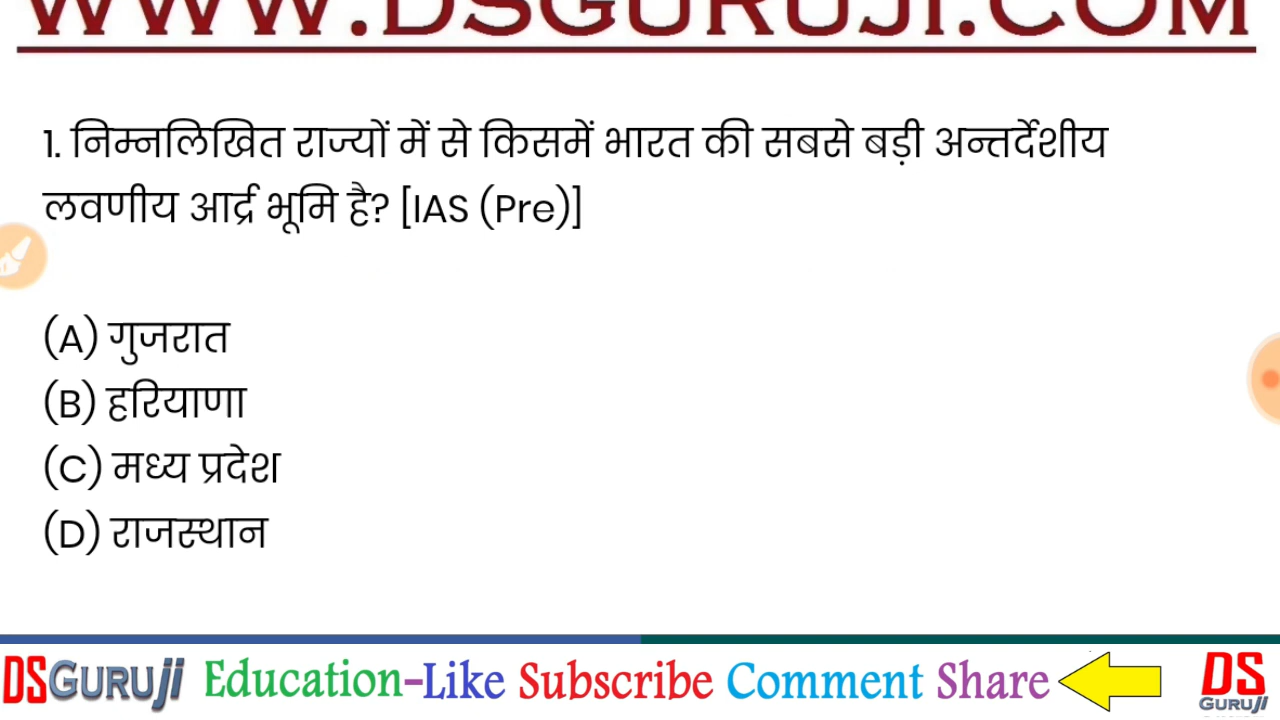 WWW.DSGURUJI.COM
1. निम्नलिखित राज्यों में से किसमें भारत की सबसे बड़ी अन्तर्देशीय
लवणीय आर्द्र भूमि है? [IAS (Pre)]
(A) गुजरात
(B) हरियाणा
(C) मध्य प्रदेश
(D) राजस्थान
DSGURUJI Education-Like Subscribe Comment Share DS
GURUJI